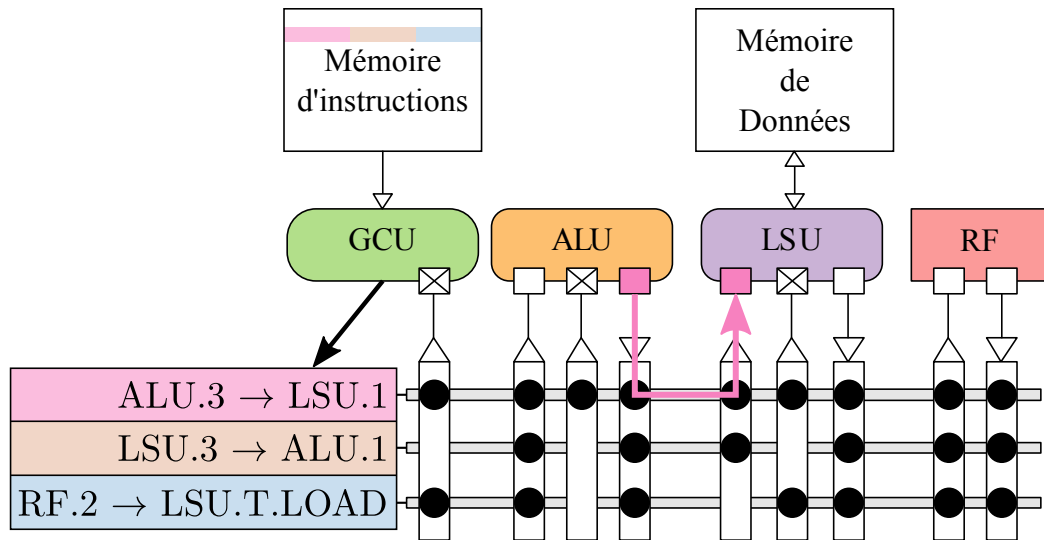 Mémoire
d'instructions
Mémoire
de
Données
GCU
ALU
LSU
RF
ALU.3 → LSU.1
LSU.3 → ALU.1
RF.2 → LSU.T.LOAD